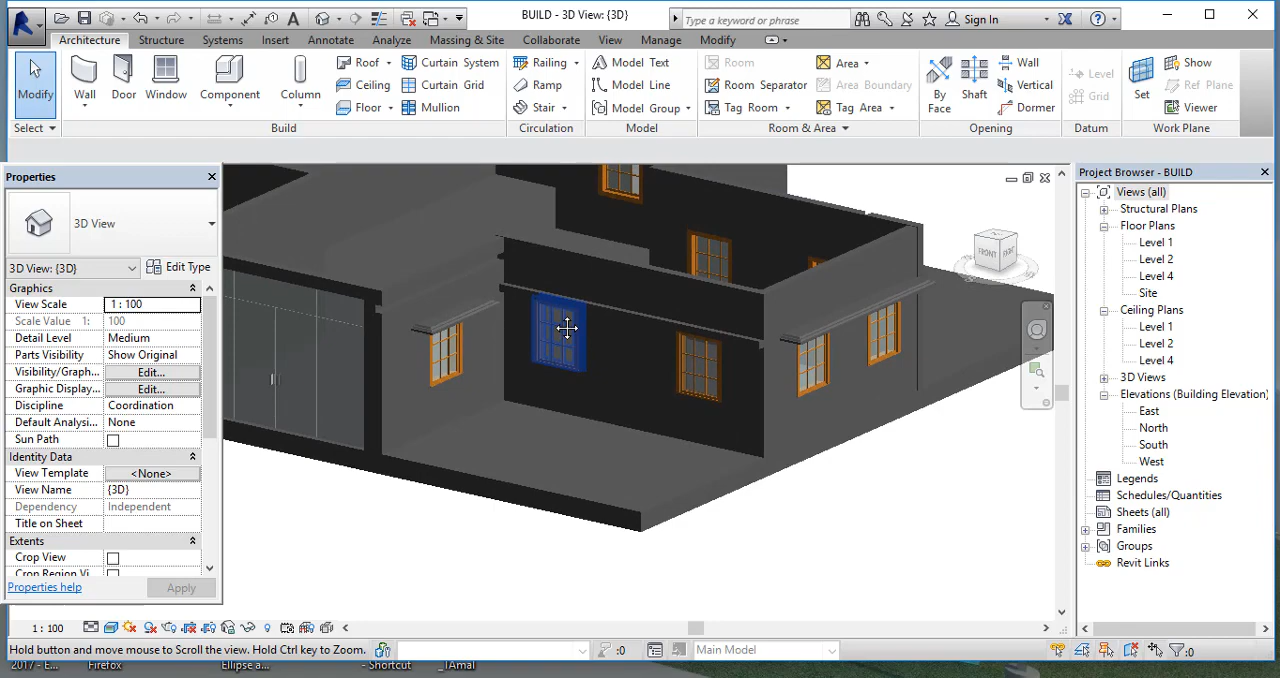 BUILD - 3D View: {3D}
Type a keyword or phrase
Sign In
Architecture Structure Systems Insert Annotate Analyze Massing & Site Collaborate View Manage Modify
Modify
Wall
Door
Window
Component
Column
Roof
Ceiling
Floor
Curtain System
Curtain Grid
Mullion
Railing
Ramp
Stair
Model Text
Model Line
Model Group
Room
Room Separator
Tag Room
Area
Area Boundary
Tag Area
By Face
Shaft
Wall
Vertical
Dormer
Level
Grid
Set
Show
Ref Plane
Viewer
Select
Build
Circulation
Model
Room & Area
Opening
Datum
Work Plane
Properties
3D View
3D View: {3D}
Edit Type
Graphics
View Scale 1 : 100
Scale Value 1: 100
Detail Level Medium
Parts Visibility Show Original
Visibility/Graph... Edit...
Graphic Display... Edit...
Discipline Coordination
Default Analysi... None
Sun Path
Identity Data
View Template <None>
View Name {3D}
Dependency Independent
Title on Sheet
Extents
Crop View
Crop Region Vi
Properties help
Apply
FRONT
Project Browser - BUILD
Views (all)
Structural Plans
Floor Plans
Level 1
Level 2
Level 4
Site
Ceiling Plans
Level 1
Level 2
Level 4
3D Views
Elevations (Building Elevation)
East
North
South
West
Legends
Schedules/Quantities
Sheets (all)
Families
Groups
Revit Links
1 : 100
Hold button and move mouse to Scroll the view. Hold Ctrl key to Zoom.
:0
Main Model
:0
2017 - E... Firefox Ellipse a... - Shortcut _TAmal